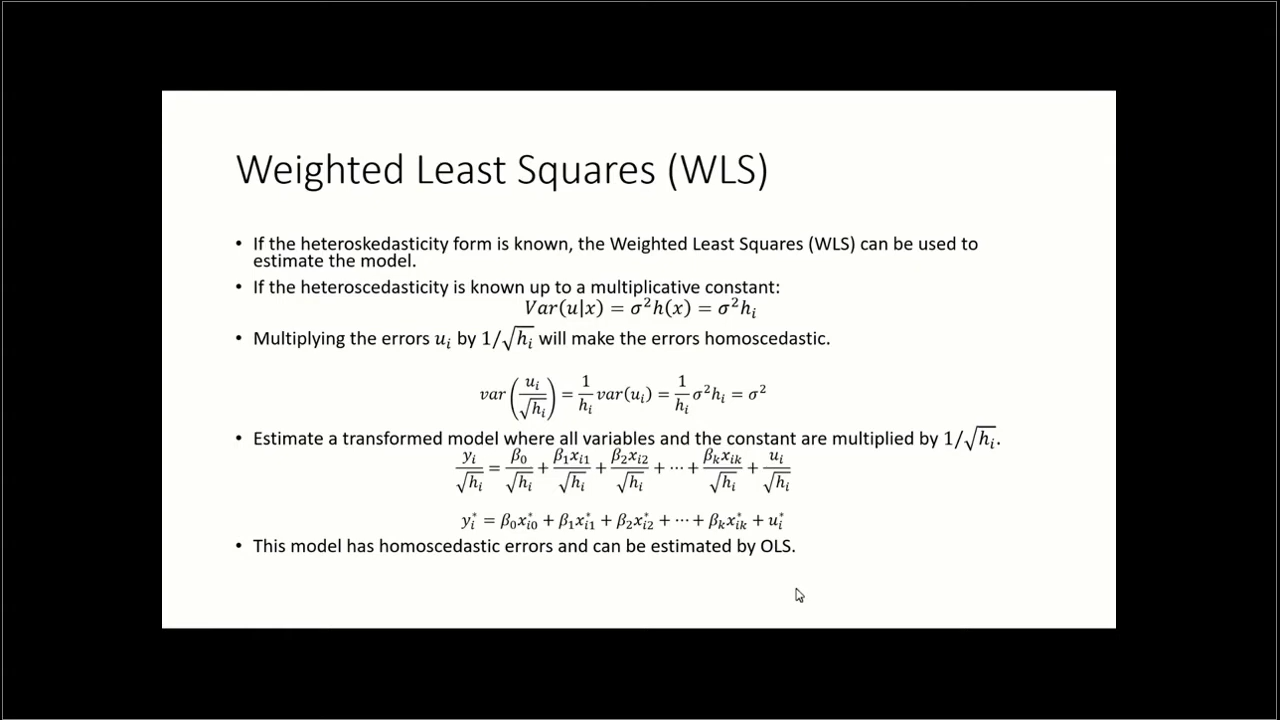 Weighted Least Squares (WLS)
• If the heteroskedasticity form is known, the Weighted Least Squares (WLS) can be used to
estimate the model.
• If the heteroscedasticity is known up to a multiplicative constant:
Var(u|x) = σ²h(x) = σ²hᵢ
• Multiplying the errors uᵢ by 1/√hᵢ will make the errors homoscedastic.
var(uᵢ/√hᵢ) = 1/hᵢ var(uᵢ) = 1/hᵢ σ²hᵢ = σ²
• Estimate a transformed model where all variables and the constant are multiplied by 1/√hᵢ.
yᵢ/√hᵢ = β₀/√hᵢ + β₁xᵢ₁/√hᵢ + β₂xᵢ₂/√hᵢ + ⋯ + βₖxᵢₖ/√hᵢ + uᵢ/√hᵢ
yᵢ* = β₀xᵢ₀* + β₁xᵢ₁* + β₂xᵢ₂* + ⋯ + βₖxᵢₖ* + uᵢ*
• This model has homoscedastic errors and can be estimated by OLS.